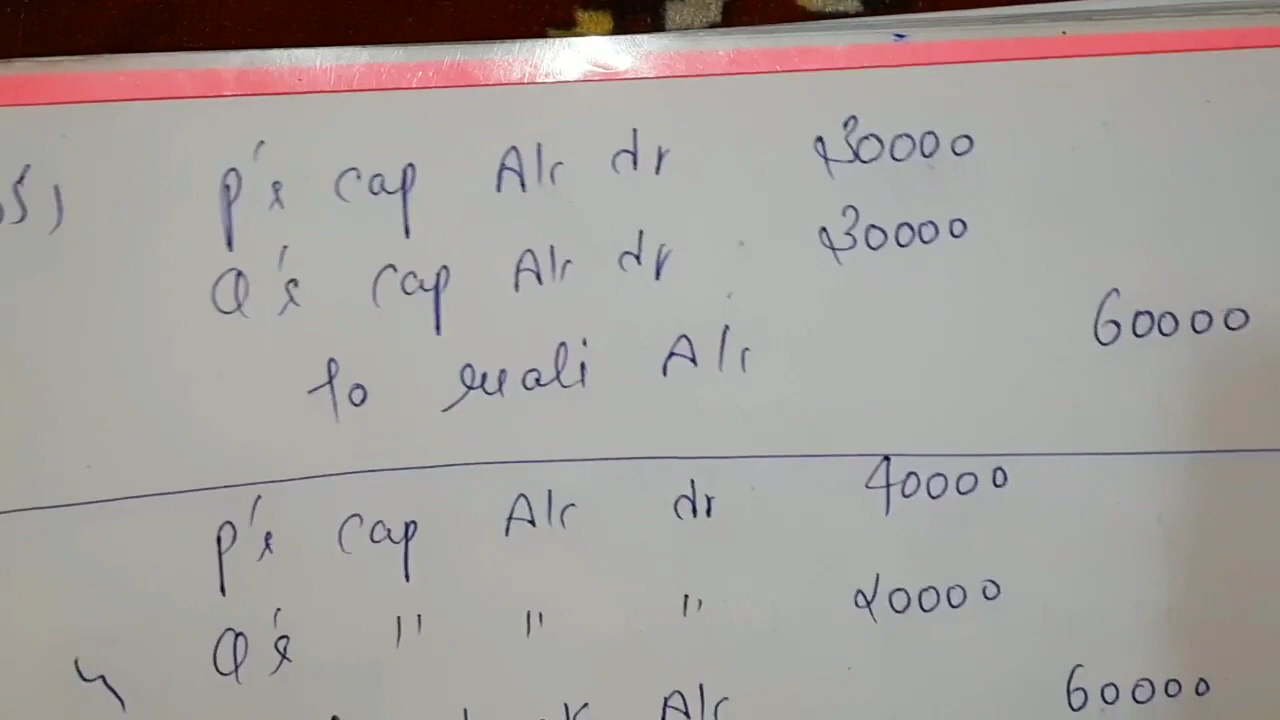 5)
P's cap A/c dr 30000
Q's cap A/c dr 30000
To reali A/c 60000
P's cap A/c dr 40000
Q's " " " 20000
A/c 60000